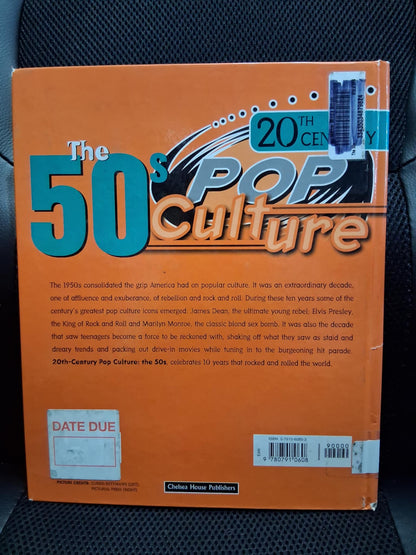 20TH
CENTURY
The
50s
POP
Culture
The 1950s consolidated the grip America had on popular culture. It was an extraordinary decade,
one of affluence and exuberance, of rebellion and rock and roll. During these ten years some of the
century's greatest pop culture icons emerged. James Dean, the ultimate young rebel; Elvis Presley,
the King of Rock and Roll and Marilyn Monroe, the classic blond sex bomb. It was also the decade
that saw teenagers become a force to be reckoned with, shaking off what they saw as staid and
dreary trends and packing out drive-in movies while tuning in to the burgeoning hit parade.
20th-Century Pop Culture: the 50s, celebrates 10 years that rocked and rolled the world.
DATE DUE
90000
9 780791 0608
PICTURE CREDITS:
Chelsea House Publishers